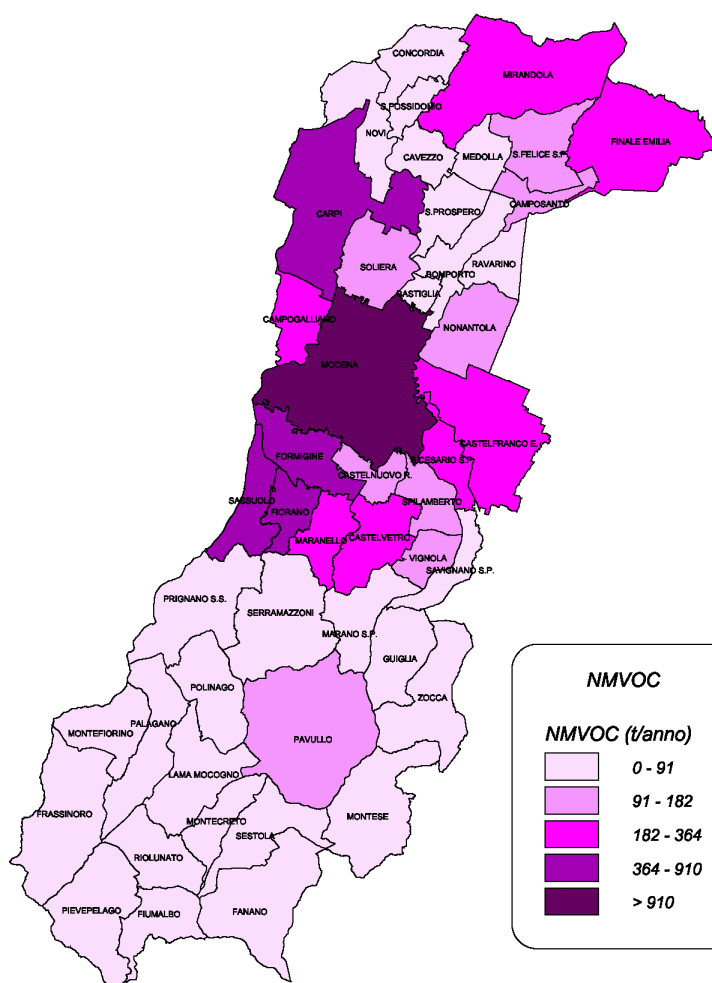 CONCORDIA
MIRANDOLA
S.POSSIDONIO
NOVI
FINALE EMILIA
CAVEZZO
MEDOLLA
S.FELICE S.P.
CARPI
S.PROSPERO
CAMPOSANTO
SOLIERA
RAVARINO
BOMPORTO
BASTIGLIA
CAMPOGALLIANO
NONANTOLA
MODENA
CASTELFRANCO E.
FORMIGINE
S.CESARIO S.P.
CASTELNUOVO R.
SASSUOLO
SPILAMBERTO
FIORANO
MARANELLO
CASTELVETRO
VIGNOLA
SAVIGNANO S.P.
PRIGNANO S.S.
SERRAMAZZONI
MARANO S.P.
GUIGLIA
POLINAGO
ZOCCA
PALAGANO
MONTEFIORINO
PAVULLO
LAMA MOCOGNO
FRASSINORO
MONTECRETO
MONTESE
SESTOLA
RIOLUNATO
PIEVEPELAGO
FIUMALBO
FANANO
NMVOC
NMVOC (t/anno)
0 - 91
91 - 182
182 - 364
364 - 910
> 910